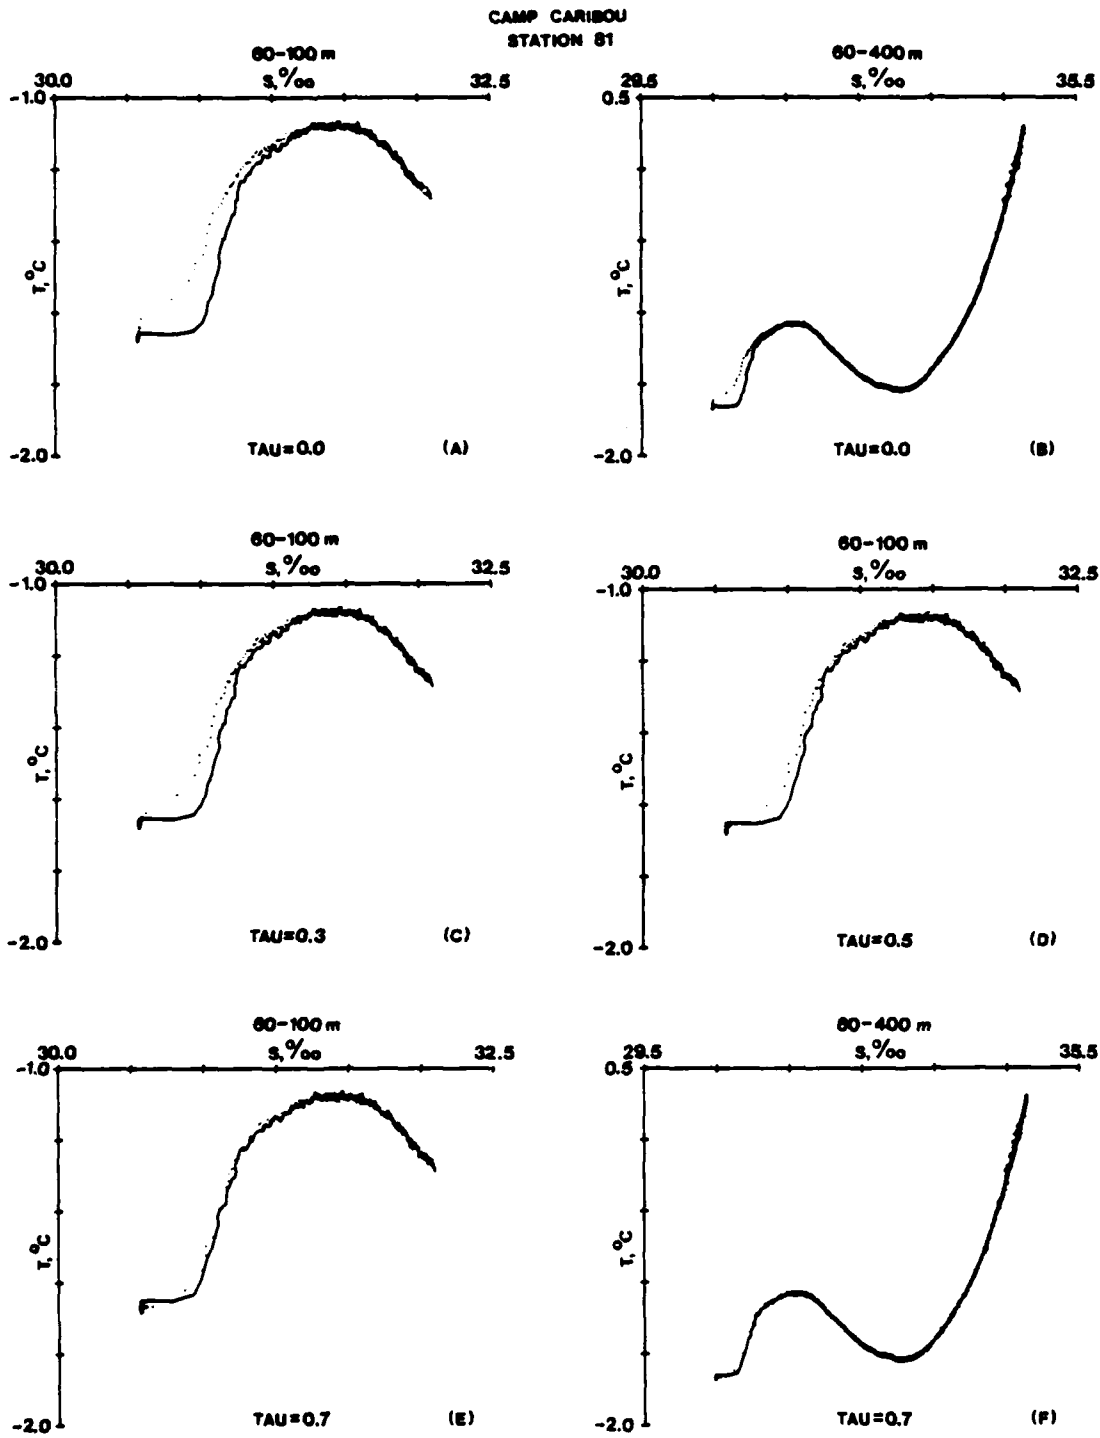 CAMP CARIBOU
STATION 81
60-100 m
30.0 S,‰ 32.5
-1.0
T,°C
-2.0
TAU=0.0 (A)
60-400 m
29.5 S,‰ 35.5
0.5
T,°C
-2.0
TAU=0.0 (B)
60-100 m
30.0 S,‰ 32.5
-1.0
T,°C
-2.0
TAU=0.3 (C)
60-100 m
30.0 S,‰ 32.5
-1.0
T,°C
-2.0
TAU=0.5 (D)
60-100 m
30.0 S,‰ 32.5
-1.0
T,°C
-2.0
TAU=0.7 (E)
60-400 m
29.5 S,‰ 35.5
0.5
T,°C
-2.0
TAU=0.7 (F)